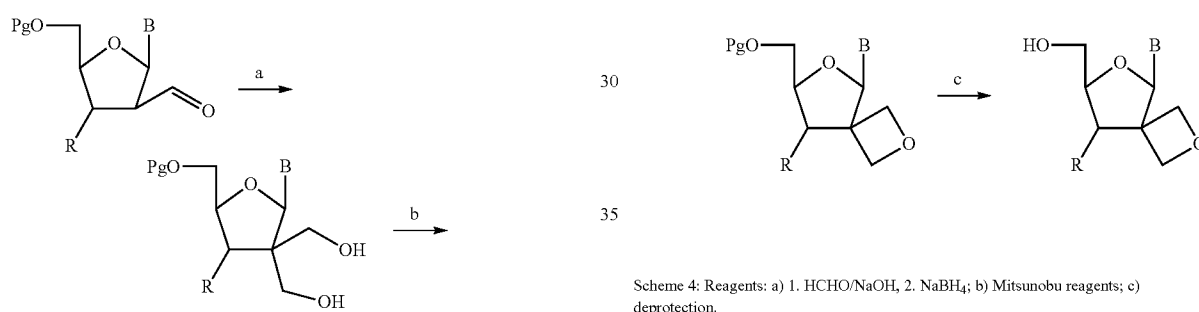 PgO
B
O
a
O
R
PgO
B
O
b
OH
R
OH
30
35
PgO
B
O
c
O
R
HO
B
O
O
R
Scheme 4: Reagents: a) 1. HCHO/NaOH, 2. NaBH₄; b) Mitsunobu reagents; c)
deprotection.